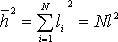 h̄² = ∑ᵢ₌₁ᴺ lᵢ² = Nl²